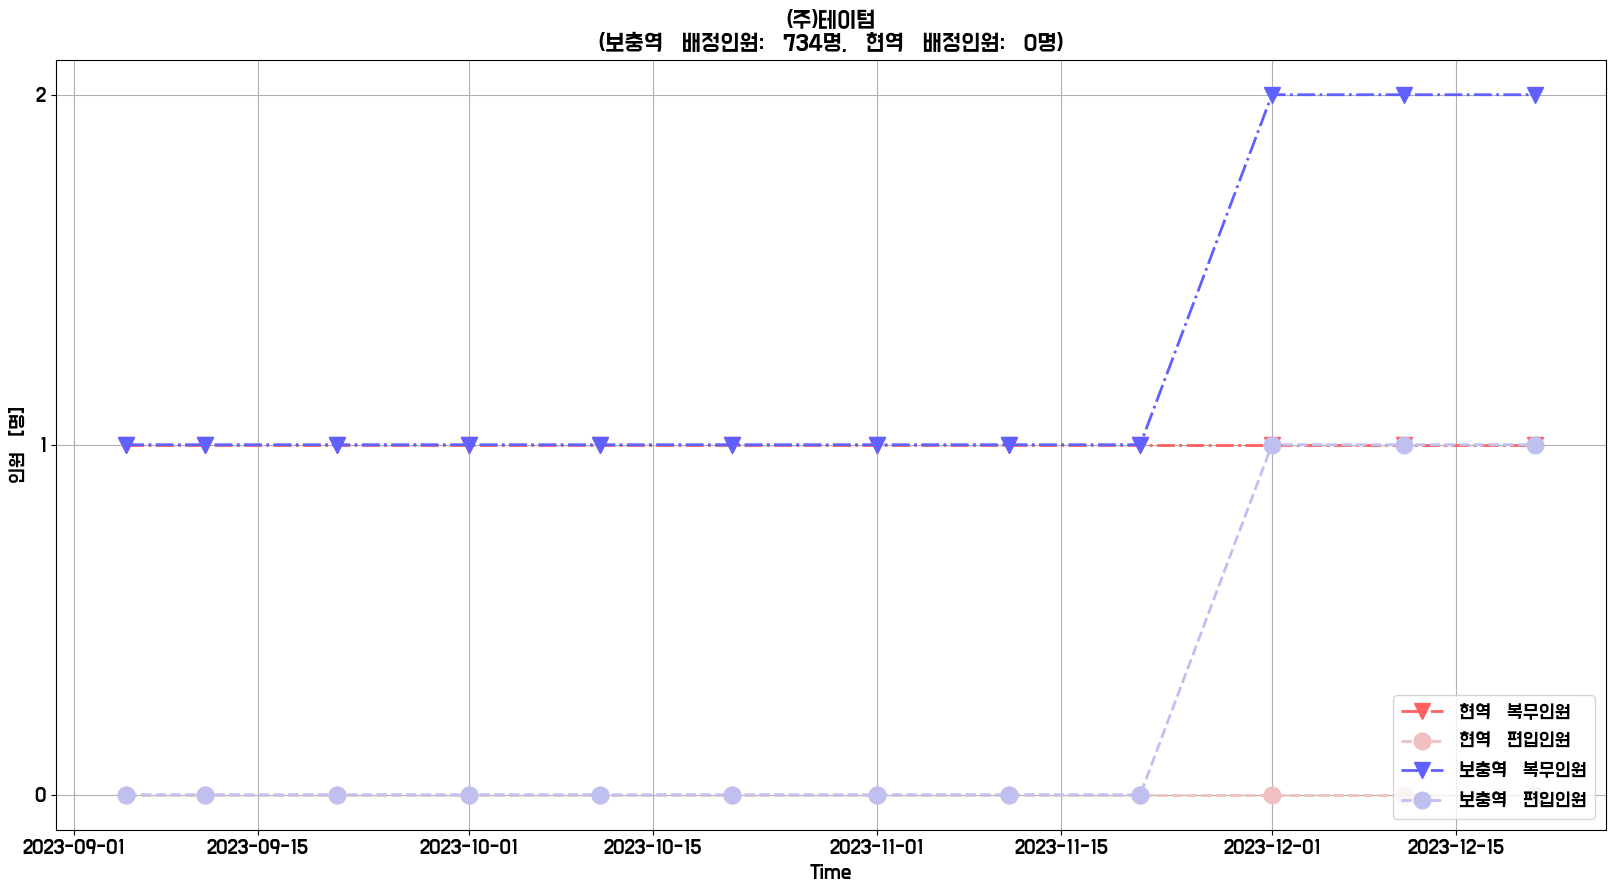 (주)테이텀
(보충역 배정인원: 734명, 현역 배정인원: 0명)
인원 [명]
2
1
0
현역 복무인원
현역 편입인원
보충역 복무인원
보충역 편입인원
2023-09-01 2023-09-15 2023-10-01 2023-10-15 2023-11-01 2023-11-15 2023-12-01 2023-12-15
Time